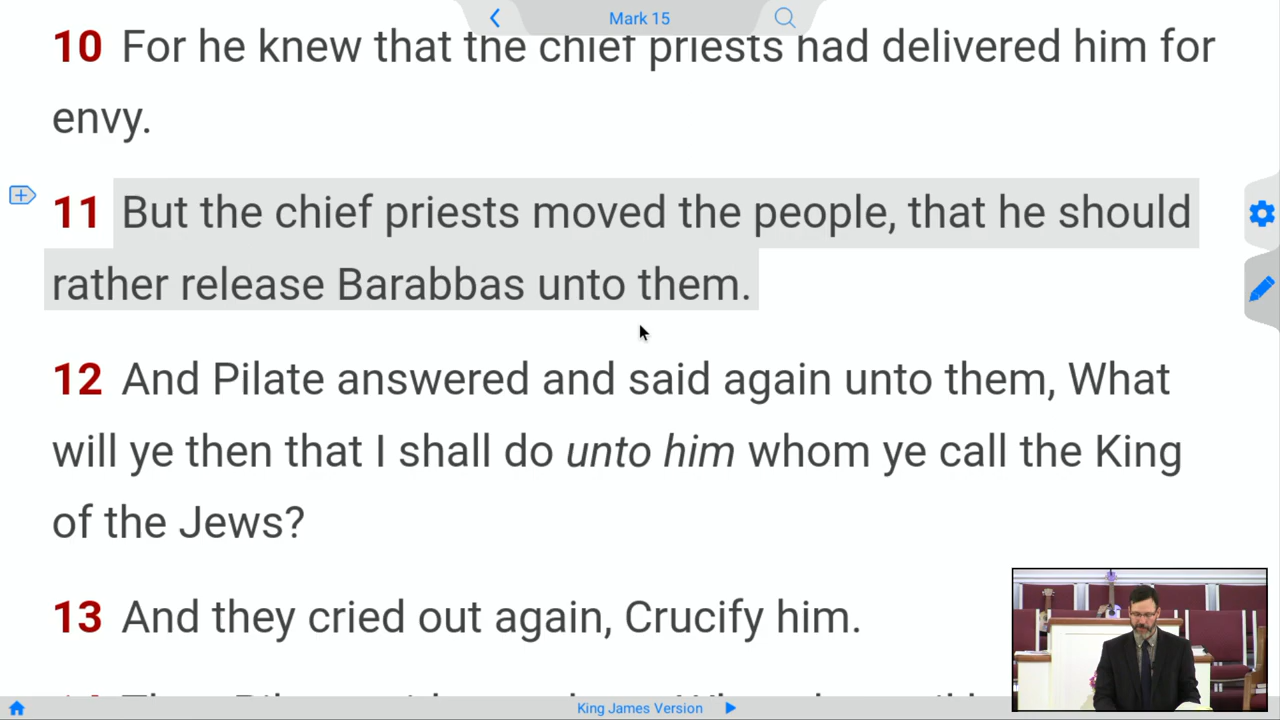 Mark 15
10 For he knew that the chief priests had delivered him for
envy.
11 But the chief priests moved the people, that he should
rather release Barabbas unto them.
12 And Pilate answered and said again unto them, What
will ye then that I shall do unto him whom ye call the King
of the Jews?
13 And they cried out again, Crucify him.
King James Version